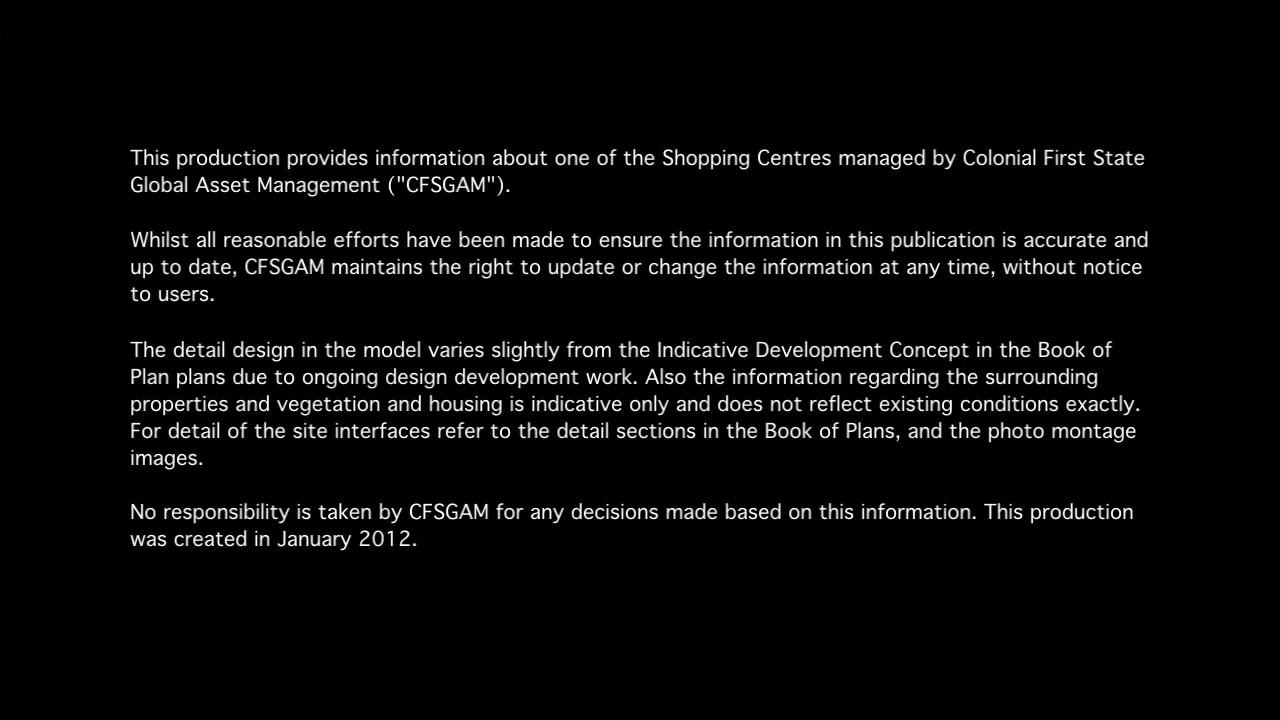 This production provides information about one of the Shopping Centres managed by Colonial First State
Global Asset Management ("CFSGAM").
Whilst all reasonable efforts have been made to ensure the information in this publication is accurate and
up to date, CFSGAM maintains the right to update or change the information at any time, without notice
to users.
The detail design in the model varies slightly from the Indicative Development Concept in the Book of
Plan plans due to ongoing design development work. Also the information regarding the surrounding
properties and vegetation and housing is indicative only and does not reflect existing conditions exactly.
For detail of the site interfaces refer to the detail sections in the Book of Plans, and the photo montage
images.
No responsibility is taken by CFSGAM for any decisions made based on this information. This production
was created in January 2012.